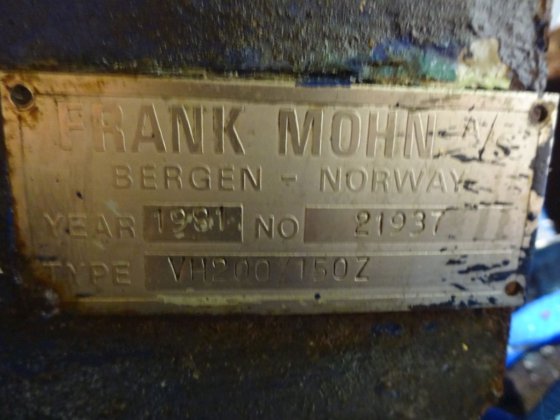 FRANK MOHN A/S
BERGEN - NORWAY
YEAR 1981 NO 21937
TYPE VH200/150Z